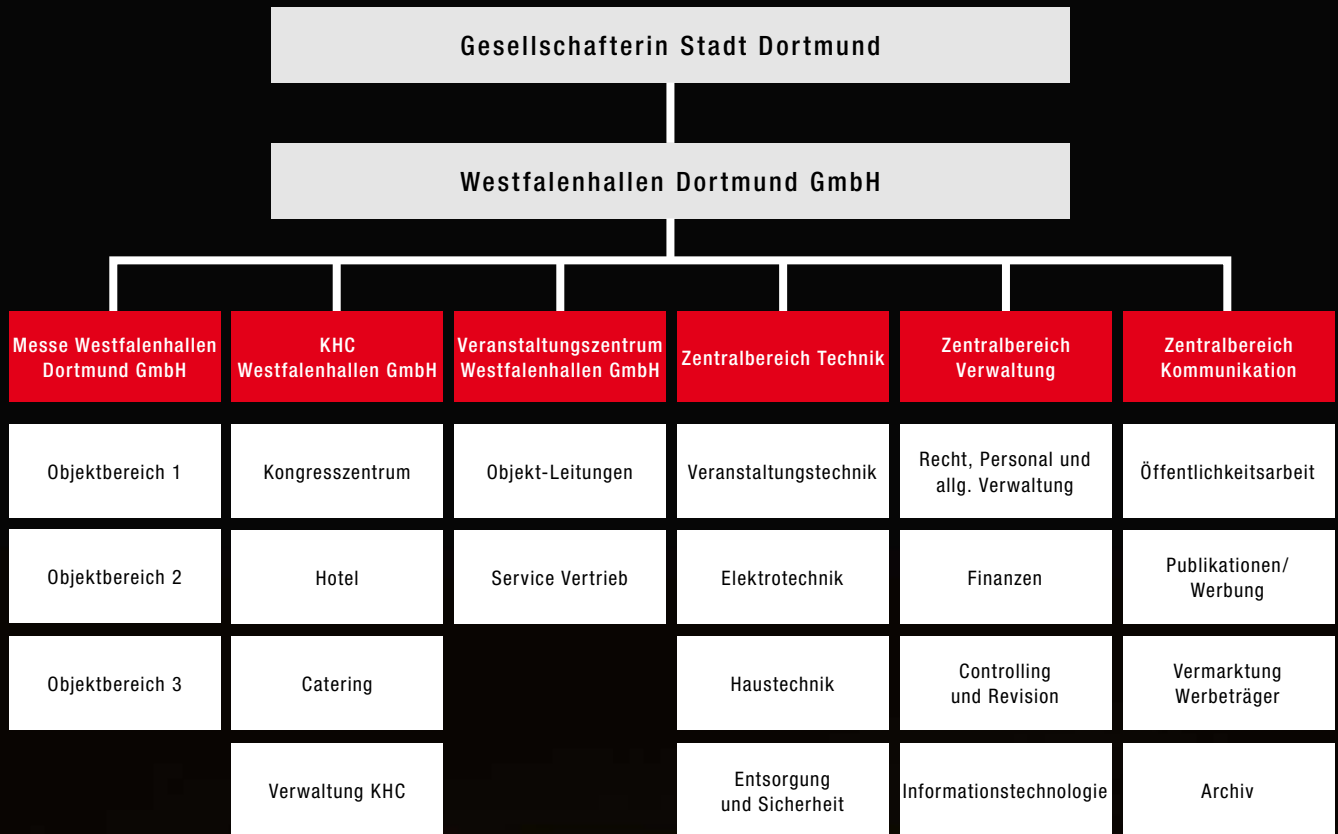 Gesellschafterin Stadt Dortmund
Westfalenhallen Dortmund GmbH
Messe Westfalenhallen
Dortmund GmbH
KHC
Westfalenhallen GmbH
Veranstaltungszentrum
Westfalenhallen GmbH
Zentralbereich Technik
Zentralbereich
Verwaltung
Zentralbereich
Kommunikation
Objektbereich 1
Kongresszentrum
Objekt-Leitungen
Veranstaltungstechnik
Recht, Personal und
allg. Verwaltung
Öffentlichkeitsarbeit
Objektbereich 2
Hotel
Service Vertrieb
Elektrotechnik
Finanzen
Publikationen/
Werbung
Objektbereich 3
Catering
Haustechnik
Controlling
und Revision
Vermarktung
Werbeträger
Verwaltung KHC
Entsorgung
und Sicherheit
Informationstechnologie
Archiv